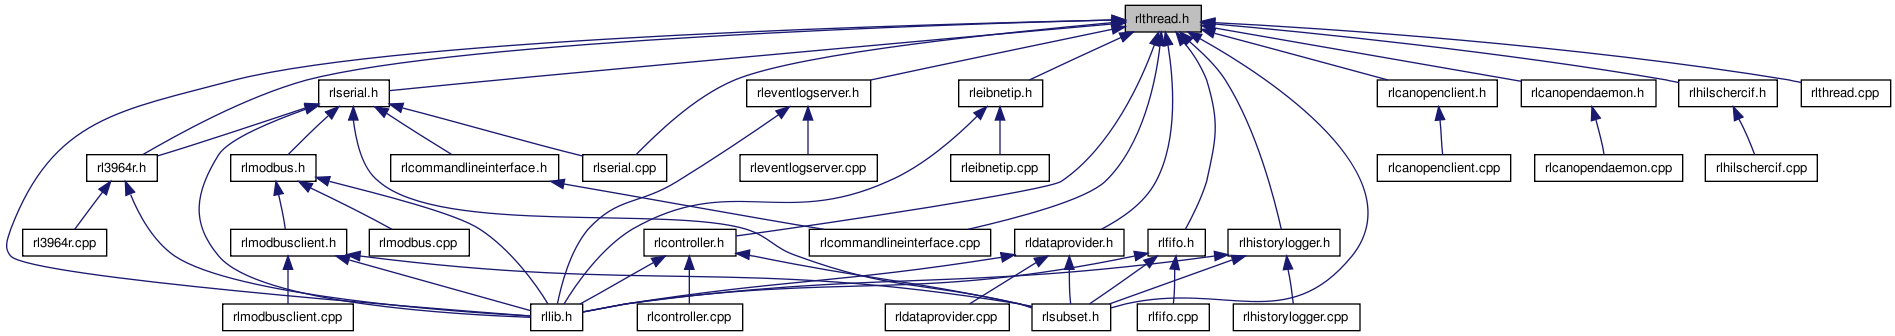 rlthread.h
rlserial.h
rleventlogserver.h
rleibnetip.h
rlcanopenclient.h
rlcanopendaemon.h
rlhilschercif.h
rlthread.cpp
rl3964r.h
rlmodbus.h
rlcommandlineinterface.h
rlserial.cpp
rleventlogserver.cpp
rleibnetip.cpp
rlcanopenclient.cpp
rlcanopendaemon.cpp
rlhilschercif.cpp
rl3964r.cpp
rlmodbusclient.h
rlmodbus.cpp
rlcontroller.h
rlcommandlineinterface.cpp
rldataprovider.h
rlfifo.h
rlhistorylogger.h
rlmodbusclient.cpp
rllib.h
rlcontroller.cpp
rldataprovider.cpp
rlsubset.h
rlfifo.cpp
rlhistorylogger.cpp